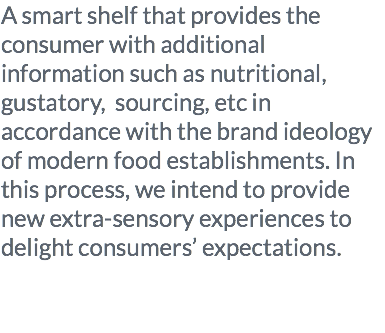 A smart shelf that provides the
consumer with additional
information such as nutritional,
gustatory,  sourcing, etc in
accordance with the brand ideology
of modern food establishments. In
this process, we intend to provide
new extra-sensory experiences to
delight consumers’ expectations.